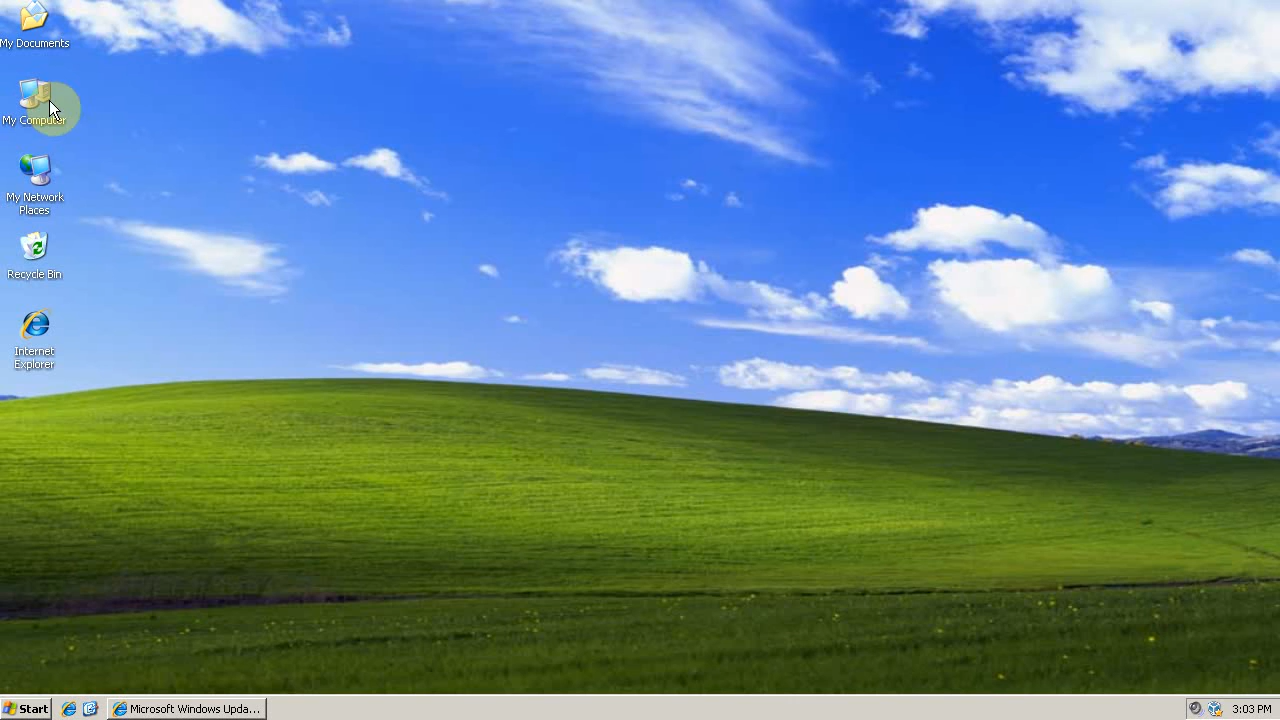 My Documents
My Computer
My Network
Places
Recycle Bin
Internet
Explorer
Start
Microsoft Windows Upda...
3:03 PM